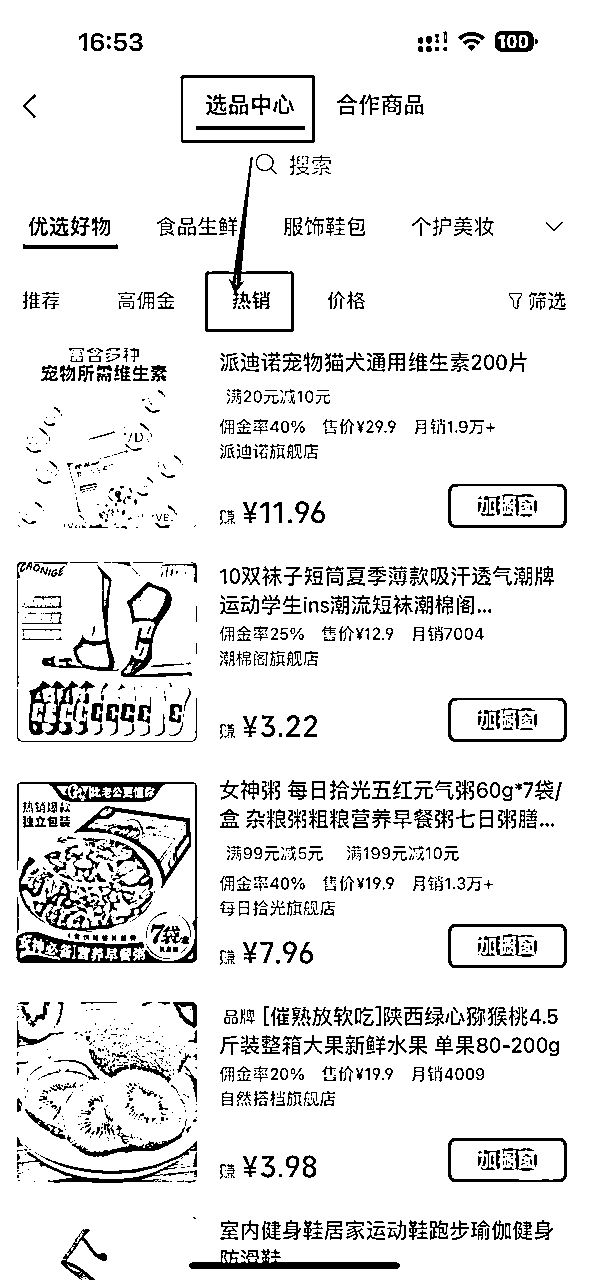 16:53
100
选品中心 合作商品
搜索
优选好物 食品生鲜 服饰鞋包 个护美妆
推荐 高佣金 热销 价格 筛选
富含多种
宠物所需维生素
派迪诺宠物猫犬通用维生素200片
满20元减10元
佣金率40% 售价¥29.9 月销1.9万+
派迪诺旗舰店
赚 ¥11.96
加橱窗
10双袜子短筒夏季薄款吸汗透气潮牌
运动学生ins潮流短袜潮棉阁...
佣金率25% 售价¥12.9 月销7004
潮棉阁旗舰店
赚 ¥3.22
加橱窗
热销爆款
独立包装
7袋
女神粥 每日拾光五红元气粥60g*7袋/
盒 杂粮粥粗粮营养早餐粥七日粥膳...
满99元减5元 满199元减10元
佣金率40% 售价¥19.9 月销1.3万+
每日拾光旗舰店
赚 ¥7.96
加橱窗
品牌 [催熟放软吃]陕西绿心猕猴桃4.5
斤装整箱大果新鲜水果 单果80-200g
佣金率20% 售价¥19.9 月销4009
自然搭档旗舰店
赚 ¥3.98
加橱窗
室内健身鞋居家运动鞋跑步瑜伽健身
防滑鞋